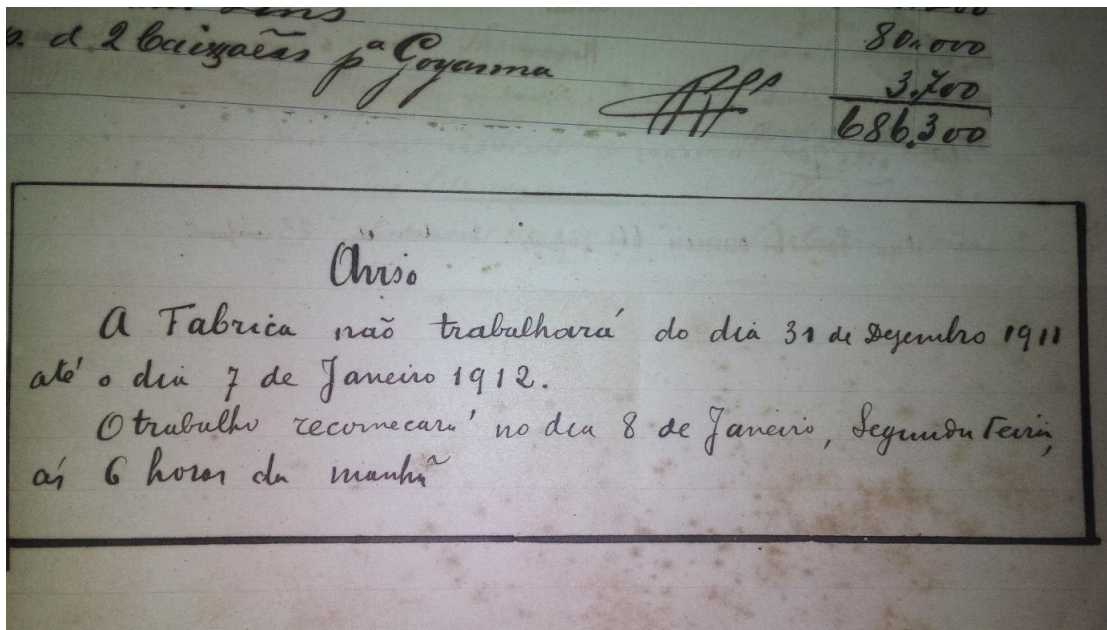 80.000
d 2 Caixões pª Goyanna
3.700
686.300
Aviso
A Fabrica não trabalhará do dia 31 de Dezembro 1911
até o dia 7 de Janeiro 1912.
O trabalho recomecará no dia 8 de Janeiro, Segunda Feira,
ás 6 horas da manhã